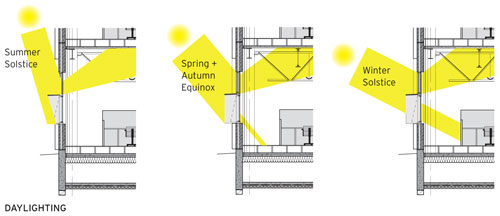 Summer
Solstice
Spring +
Autumn
Equinox
Winter
Solstice
DAYLIGHTING